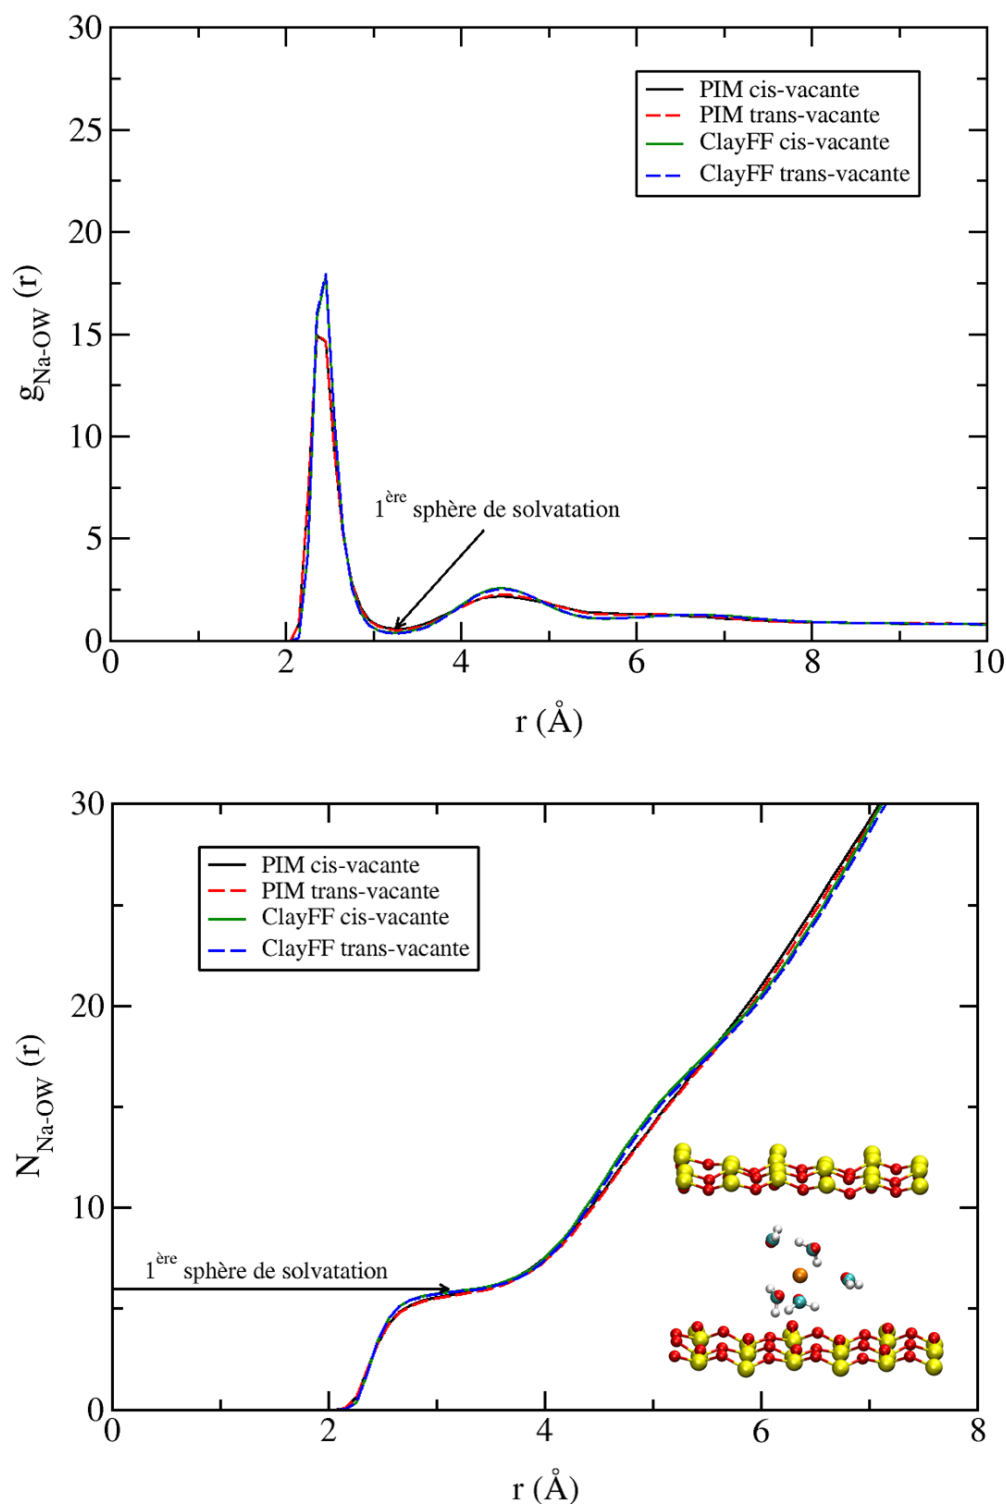 30
25
20
15
10
5
0
g_Na-OW (r)
PIM cis-vacante
PIM trans-vacante
ClayFF cis-vacante
ClayFF trans-vacante
1ère sphère de solvatation
0 2 4 6 8 10
r (Å)
30
20
10
0
N_Na-OW (r)
PIM cis-vacante
PIM trans-vacante
ClayFF cis-vacante
ClayFF trans-vacante
1ère sphère de solvatation
0 2 4 6 8
r (Å)